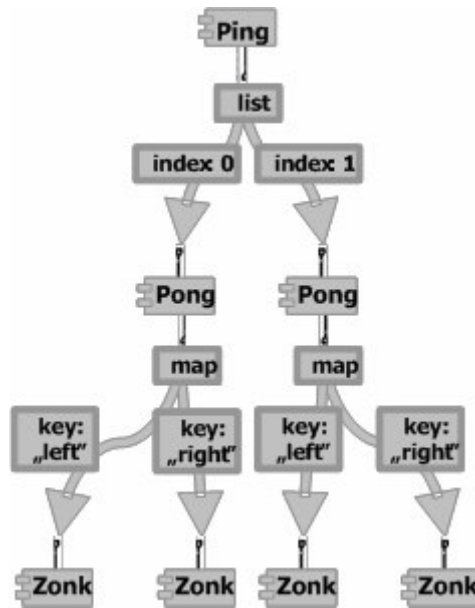 Ping
list
index 0
index 1
Pong
Pong
map
map
key:
„left”
key:
„right”
key:
„left”
key:
„right”
Zonk
Zonk
Zonk
Zonk